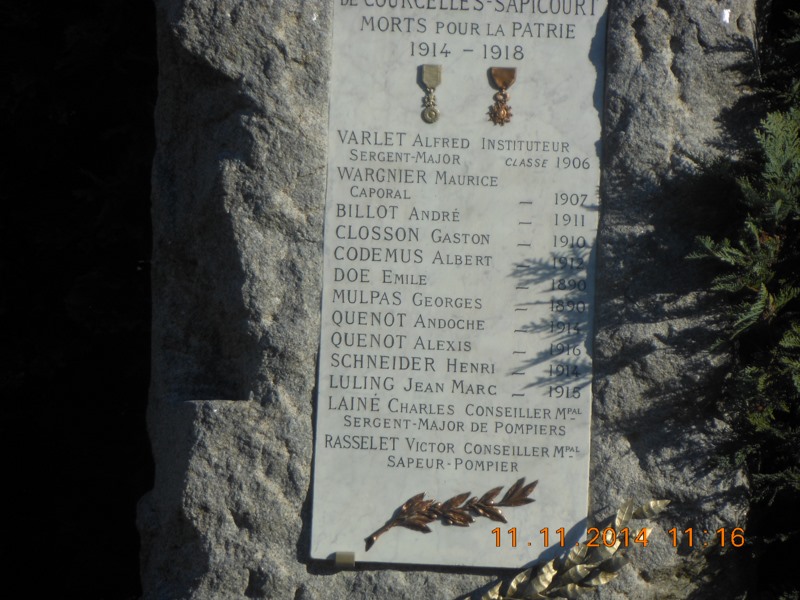 DE COURCELLES-SAPICOURT
MORTS POUR LA PATRIE
1914 - 1918
VARLET ALFRED INSTITUTEUR
SERGENT-MAJOR CLASSE 1906
WARGNIER MAURICE
CAPORAL — 1907
BILLOT ANDRÉ — 1911
CLOSSON GASTON — 1910
CODEMUS ALBERT —
DOE EMILE — 1890
MULPAS GEORGES — 1890
QUENOT ANDOCHE —
QUENOT ALEXIS — 1916
SCHNEIDER HENRI — 1914
LULING JEAN MARC — 1915
LAINÉ CHARLES CONSEILLER MPAL
SERGENT-MAJOR DE POMPIERS
RASSELET VICTOR CONSEILLER MPAL
SAPEUR-POMPIER
11.11.2014 11:16